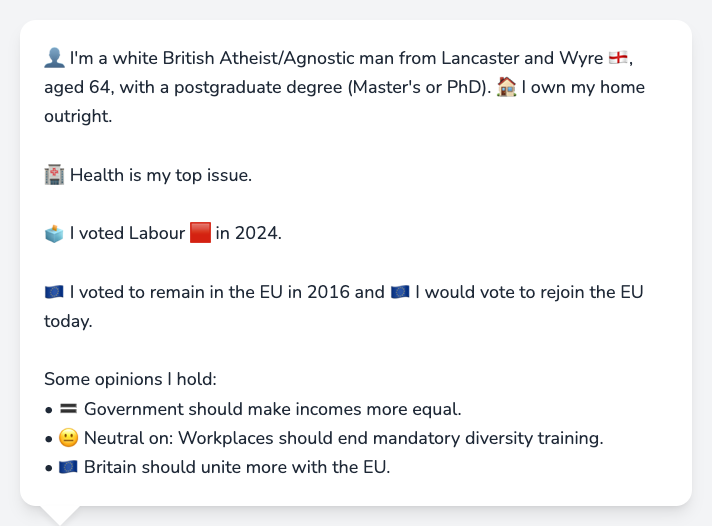 👤 I'm a white British Atheist/Agnostic man from Lancaster and Wyre 🏴󠁧󠁢󠁥󠁮󠁧󠁿,
aged 64, with a postgraduate degree (Master's or PhD). 🏠 I own my home
outright.
🏥 Health is my top issue.
🗳️ I voted Labour 🟥 in 2024.
🇪🇺 I voted to remain in the EU in 2016 and 🇪🇺 I would vote to rejoin the EU
today.
Some opinions I hold:
• 🟰 Government should make incomes more equal.
• 😐 Neutral on: Workplaces should end mandatory diversity training.
• 🇪🇺 Britain should unite more with the EU.